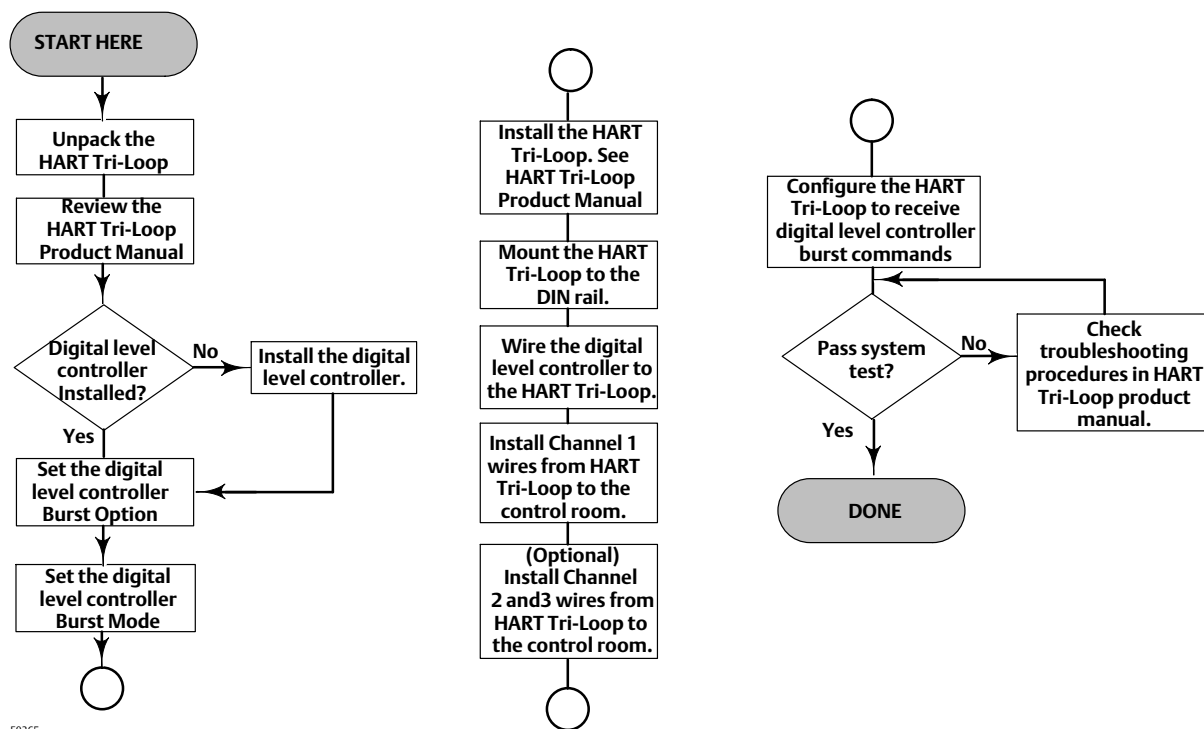 START HERE
Unpack the
HART Tri-Loop
Review the
HART Tri-Loop
Product Manual
Digital level
controller
Installed?
No
Install the digital
level controller.
Yes
Set the digital
level controller
Burst Option
Set the digital
level controller
Burst Mode
Install the HART
Tri-Loop. See
HART Tri-Loop
Product Manual
Mount the HART
Tri-Loop to the
DIN rail.
Wire the digital
level controller to
the HART Tri-Loop.
Install Channel 1
wires from HART
Tri-Loop to the
control room.
(Optional)
Install Channel
2 and3 wires from
HART Tri-Loop to
the control room.
Configure the HART
Tri-Loop to receive
digital level controller
burst commands
Pass system
test?
No
Check
troubleshooting
procedures in HART
Tri-Loop product
manual.
Yes
DONE